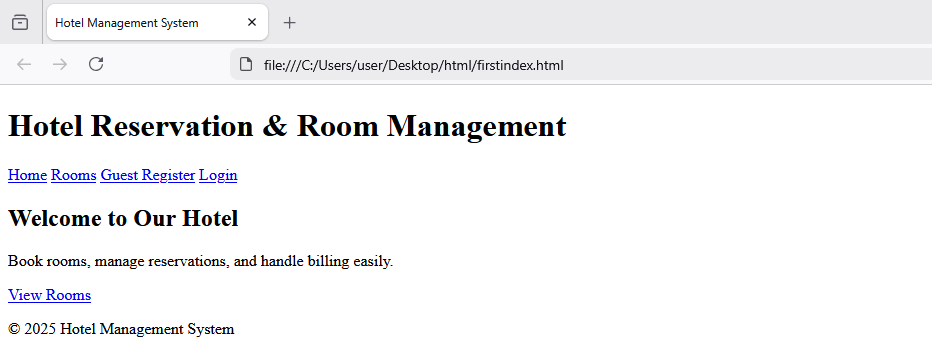 Hotel Management System
file:///C:/Users/user/Desktop/html/firstindex.html
Hotel Reservation & Room Management
Home Rooms Guest Register Login
Welcome to Our Hotel
Book rooms, manage reservations, and handle billing easily.
View Rooms
© 2025 Hotel Management System